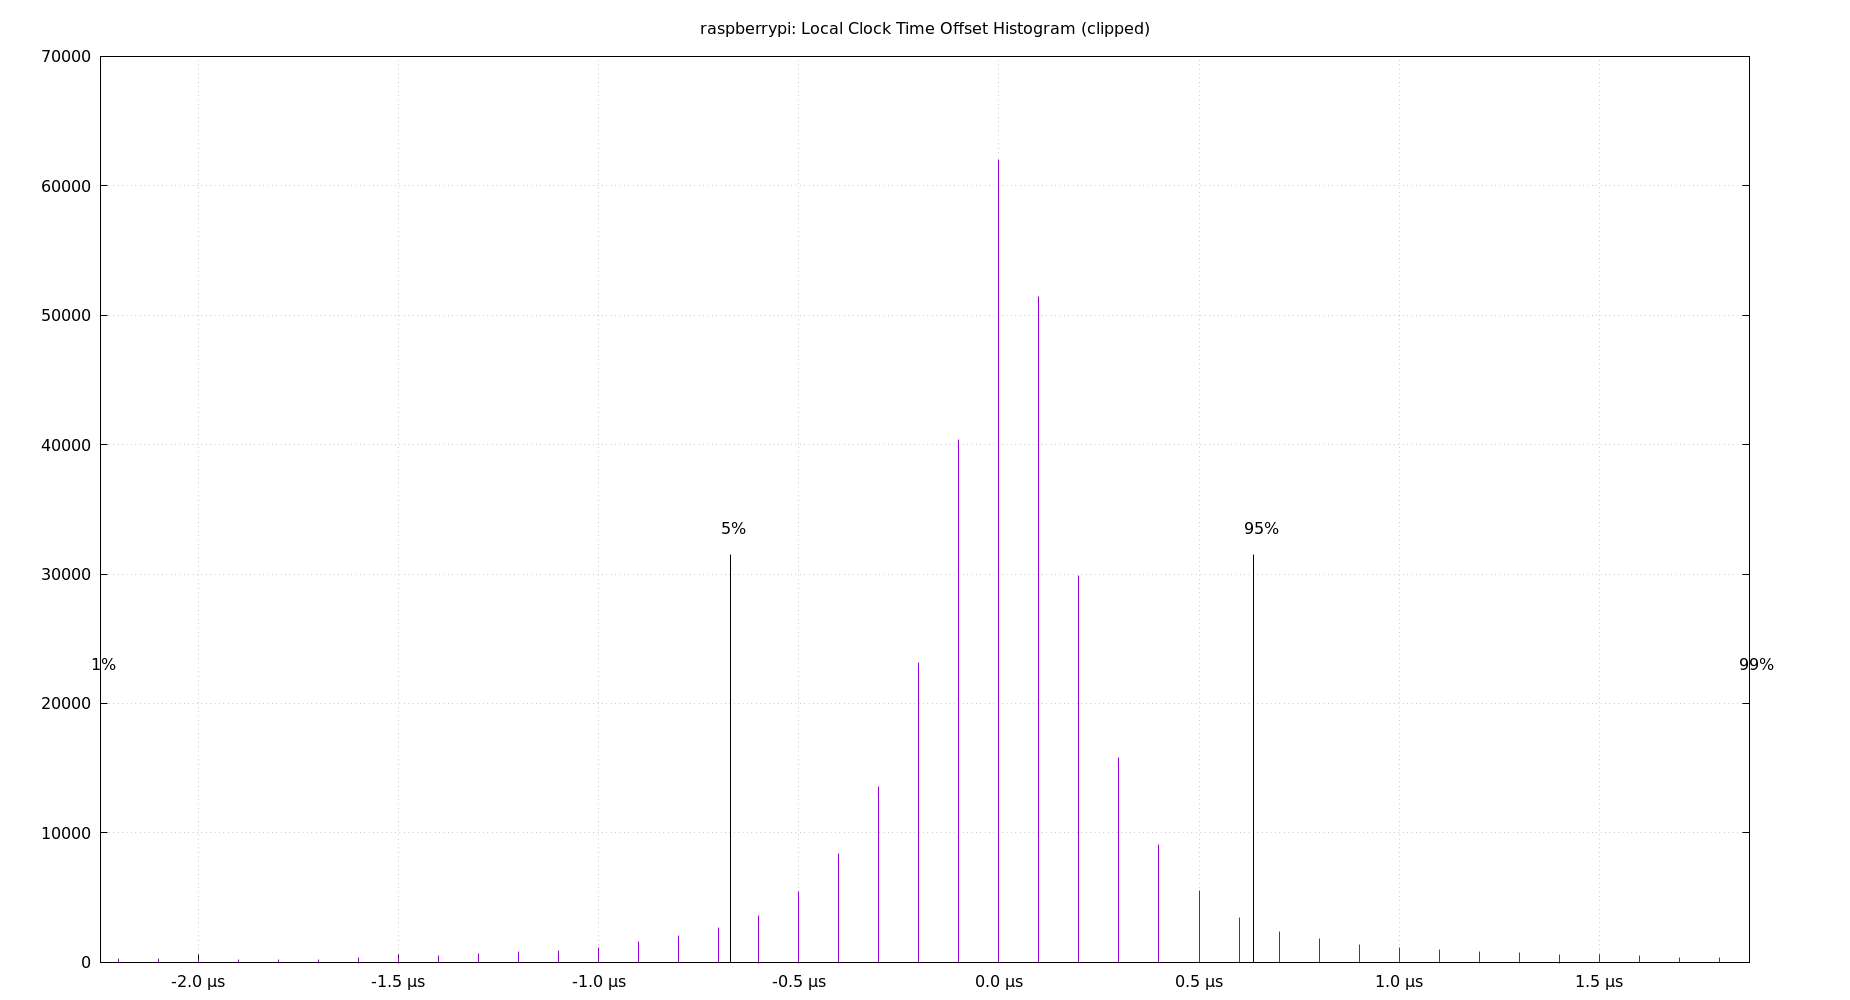 raspberrypi: Local Clock Time Offset Histogram (clipped)
70000
60000
50000
40000
5%
95%
30000
1%
99%
20000
10000
0
-2.0 µs
-1.5 µs
-1.0 µs
-0.5 µs
0.0 µs
0.5 µs
1.0 µs
1.5 µs